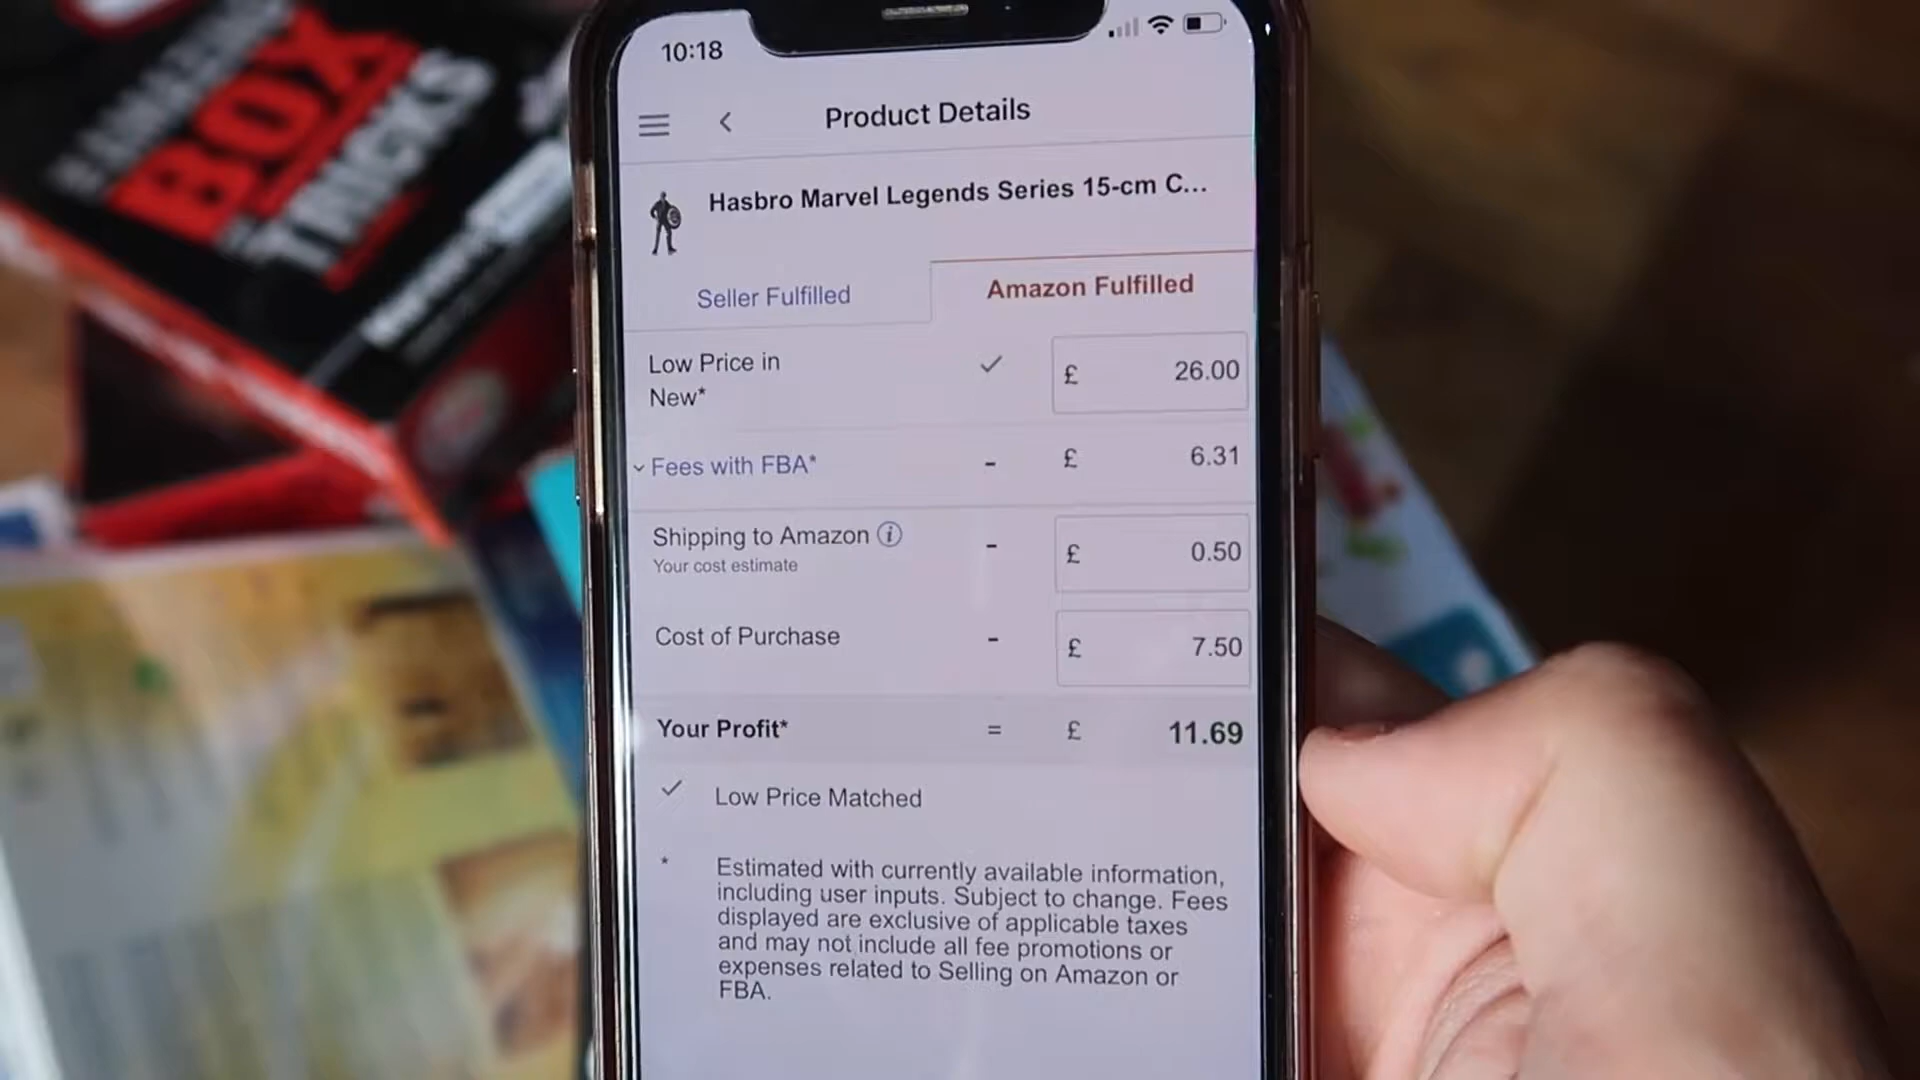 BOX
TRICKS
10:18
Product Details
Hasbro Marvel Legends Series 15-cm C...
Seller Fulfilled
Amazon Fulfilled
Low Price in
New*
£ 26.00
Fees with FBA* - £ 6.31
Shipping to Amazon - £ 0.50
Your cost estimate
Cost of Purchase - £ 7.50
Your Profit* = £ 11.69
Low Price Matched
* Estimated with currently available information,
including user inputs. Subject to change. Fees
displayed are exclusive of applicable taxes
and may not include all fee promotions or
expenses related to Selling on Amazon or
FBA.